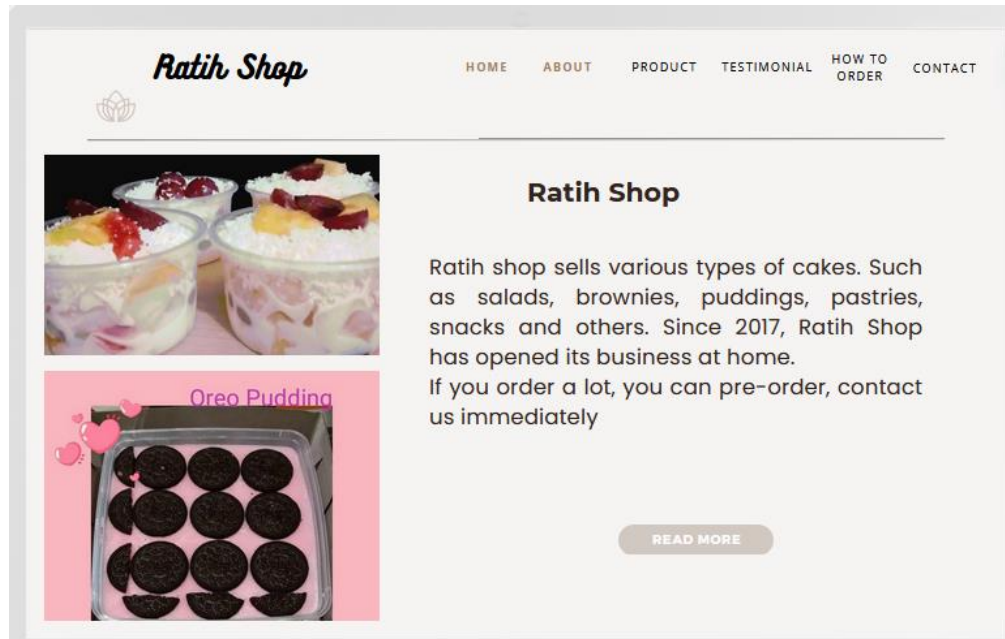 Ratih Shop
HOME ABOUT PRODUCT TESTIMONIAL HOW TO ORDER CONTACT
Ratih Shop
Ratih shop sells various types of cakes. Such
as salads, brownies, puddings, pastries,
snacks and others. Since 2017, Ratih Shop
has opened its business at home.
If you order a lot, you can pre-order, contact
us immediately
Oreo Pudding
READ MORE